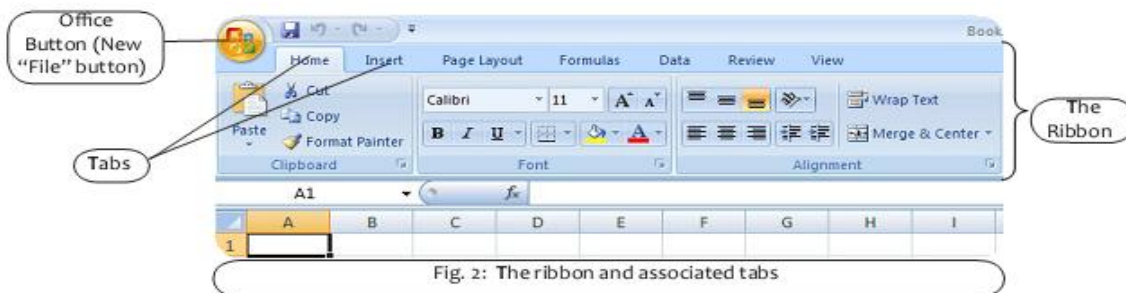 Office
Button (New
"File" button)
Book
Home Insert Page Layout Formulas Data Review View
Cut
Copy
Format Painter
Paste
Clipboard
Calibri 11 A A
B I U A
Font
Wrap Text
Merge & Center
Alignment
The
Ribbon
Tabs
A1 fx
A B C D E F G H I
1
Fig. 2: The ribbon and associated tabs